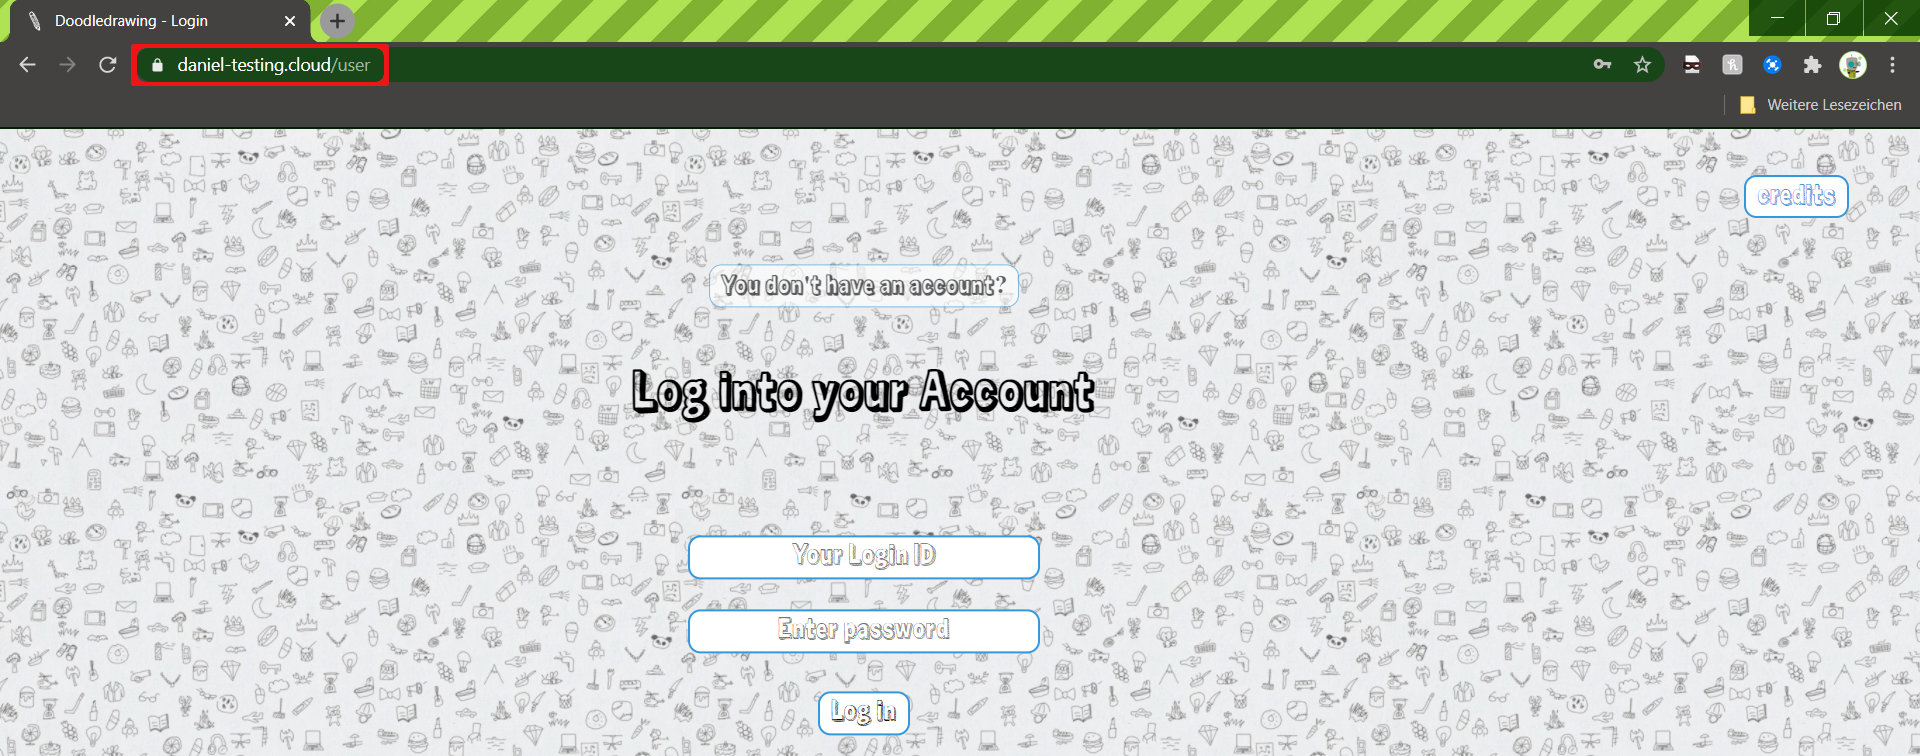 Doodledrawing - Login
daniel-testing.cloud/user
Weitere Lesezeichen
credits
You don't have an account?
Log into your Account
Your Login ID
Enter password
Log in